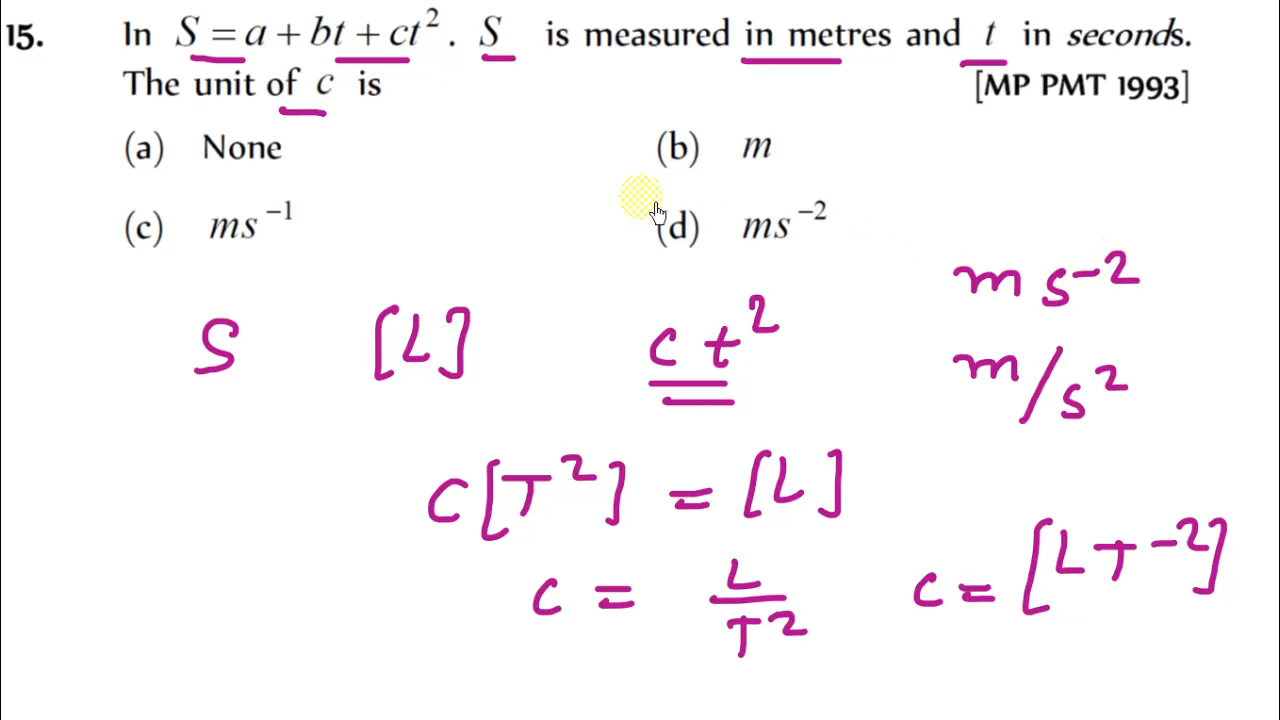 15. In S = a + bt + ct². S is measured in metres and t in seconds.
The unit of c is [MP PMT 1993]
(a) None (b) m
(c) ms⁻¹ (d) ms⁻²
m s⁻²
S [L] c t²
m/s²
C[T²] = [L]
c = L/T² c = [L T⁻²]